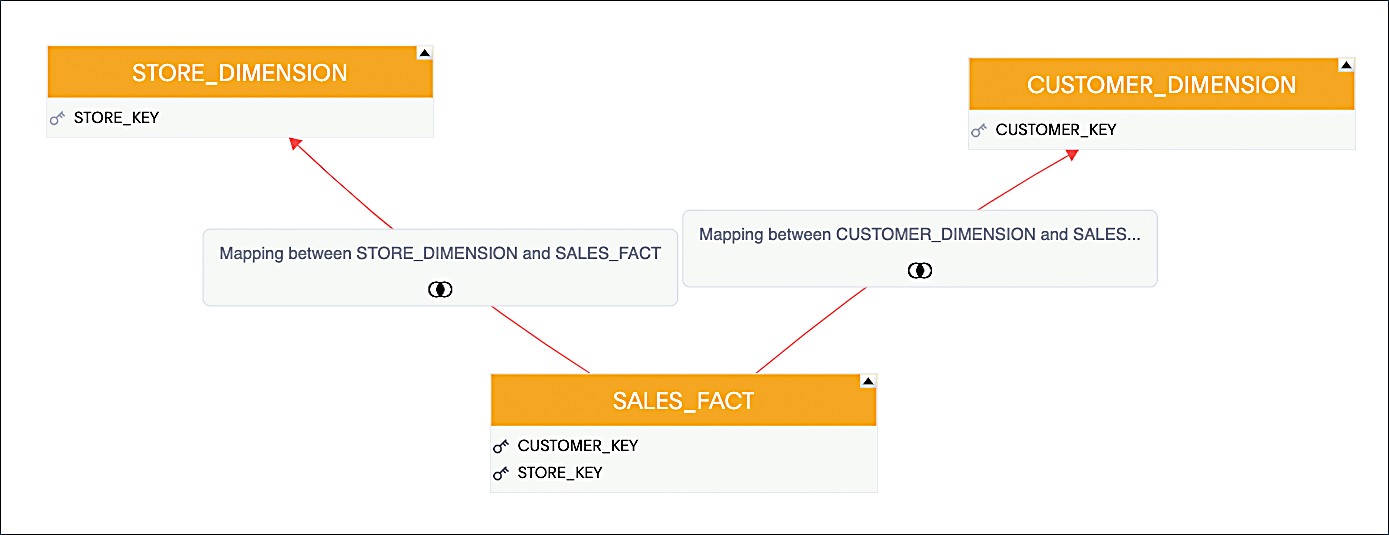 STORE_DIMENSION
STORE_KEY
CUSTOMER_DIMENSION
CUSTOMER_KEY
Mapping between STORE_DIMENSION and SALES_FACT
Mapping between CUSTOMER_DIMENSION and SALES...
SALES_FACT
CUSTOMER_KEY
STORE_KEY